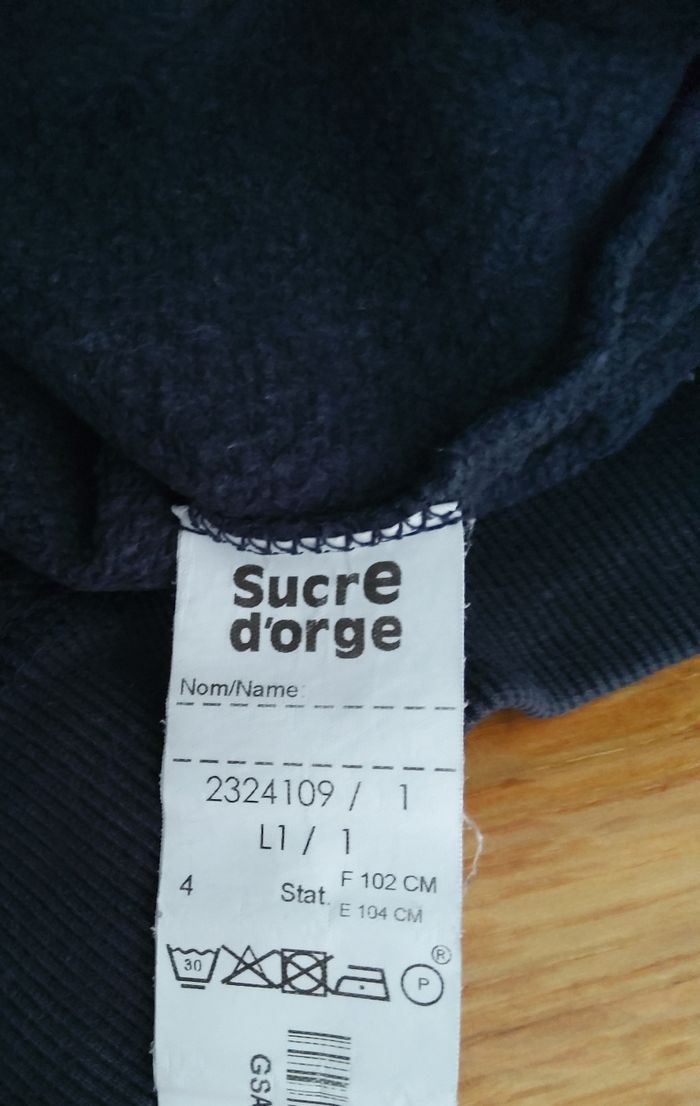 Sucre
d'orge
Nom/Name:
2324109 / 1
L1 / 1
4 Stat. F 102 CM
E 104 CM
30 P ®
GSA